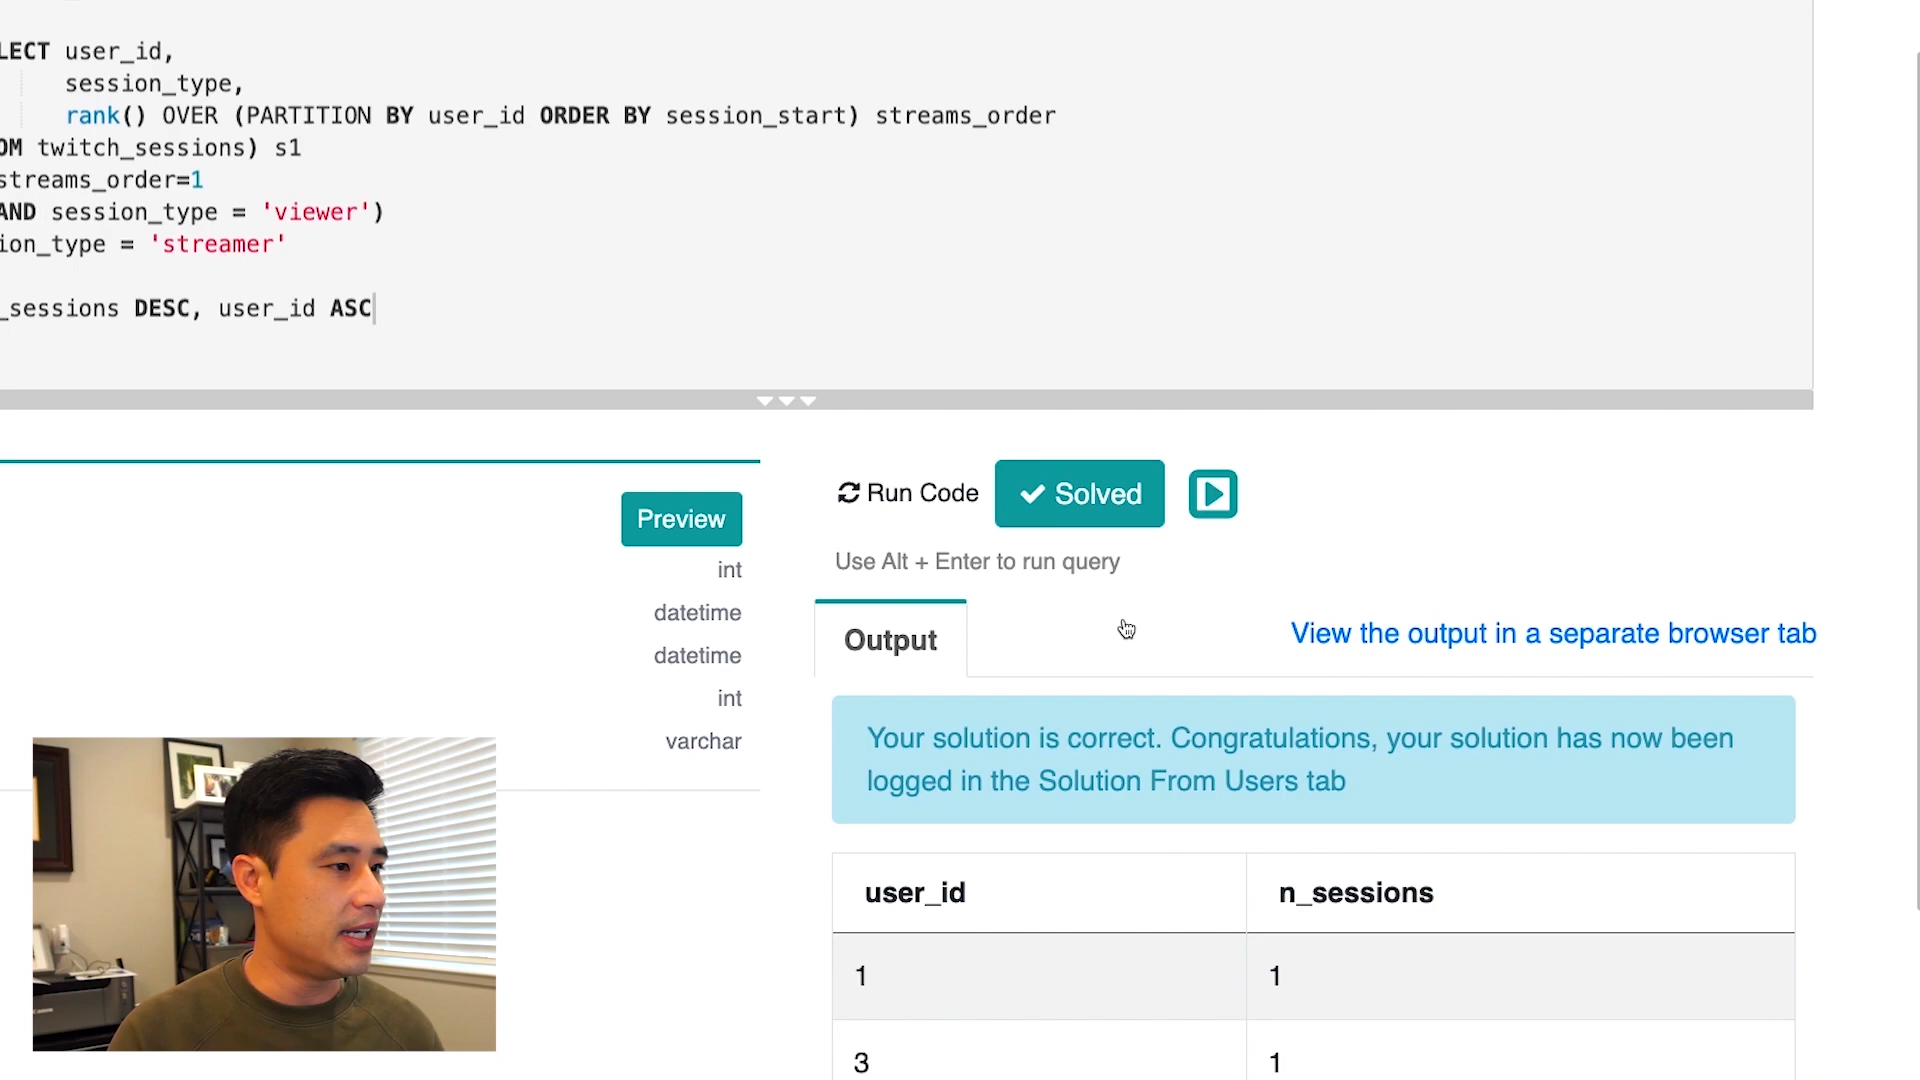 LECT user_id,
session_type,
rank() OVER (PARTITION BY user_id ORDER BY session_start) streams_order
OM twitch_sessions) s1
streams_order=1
AND session_type = 'viewer')
ion_type = 'streamer'
_sessions DESC, user_id ASC
Run Code
Solved
Preview
Use Alt + Enter to run query
int
datetime
datetime
int
varchar
Output
View the output in a separate browser tab
Your solution is correct. Congratulations, your solution has now been
logged in the Solution From Users tab
user_id n_sessions
1 1
3 1